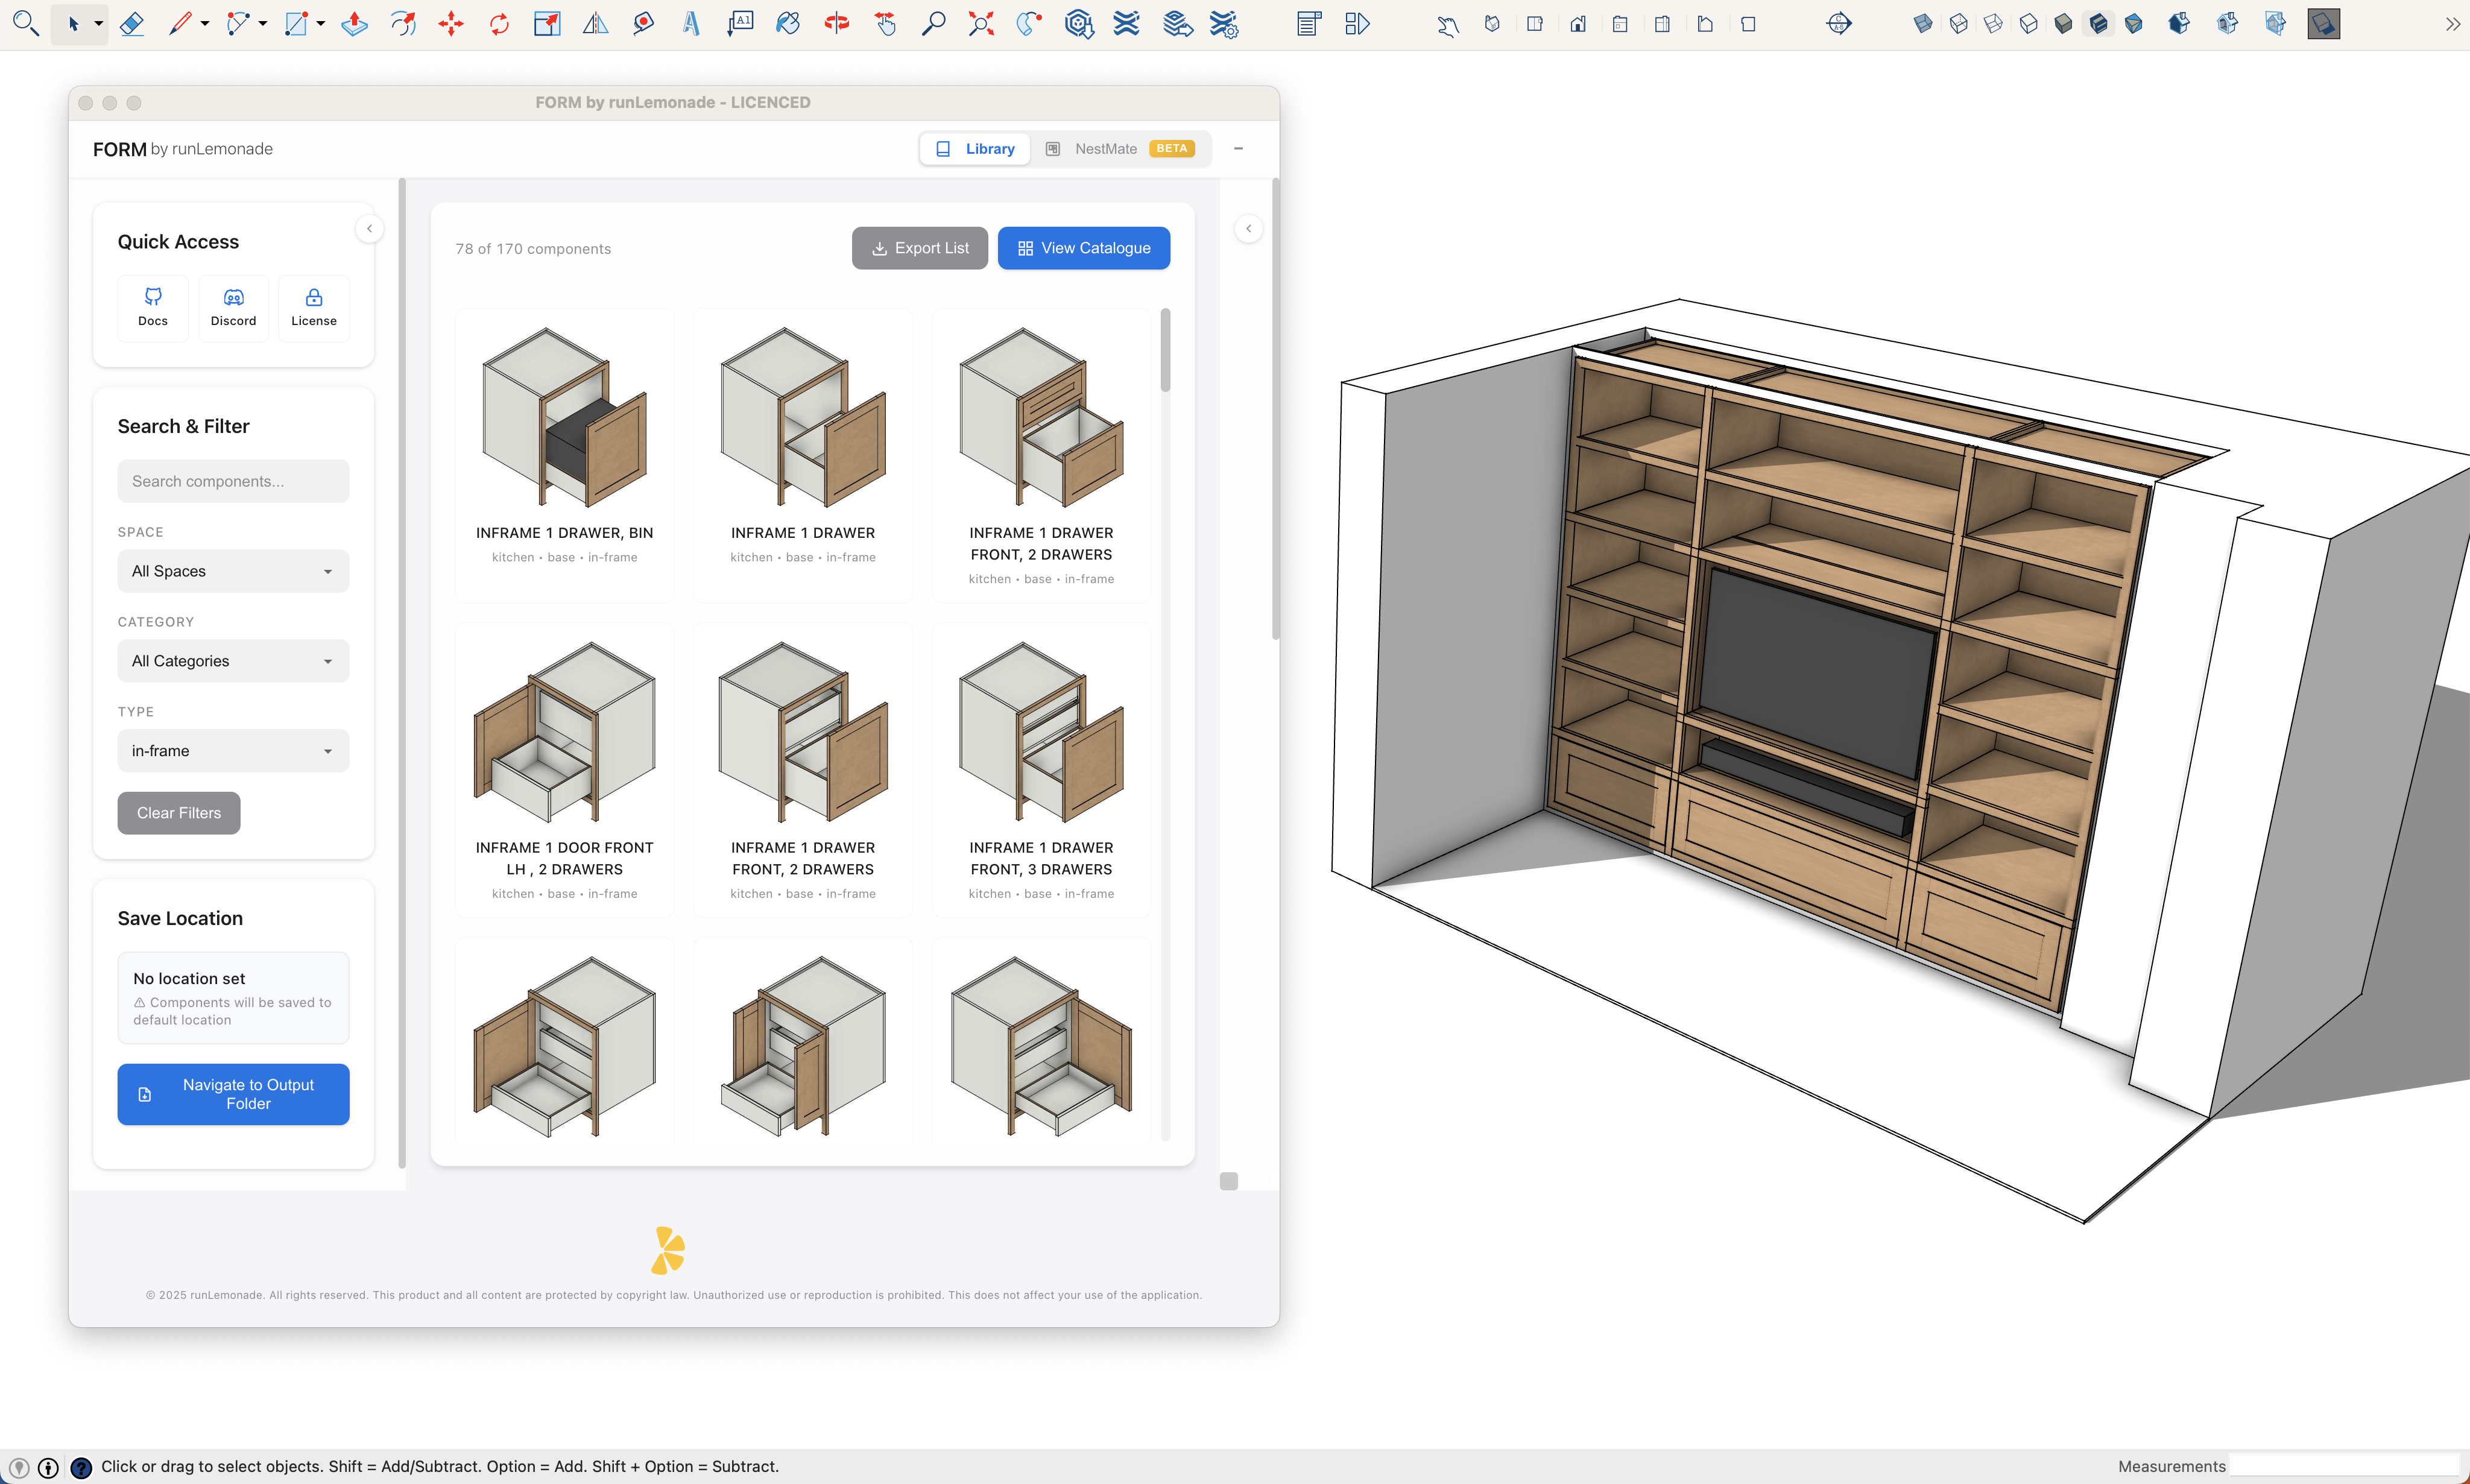 A1
C
A-B
FORM by runLemonade - LICENCED
FORM by runLemonade
Library
NestMate
BETA
Quick Access
Docs
Discord
License
Search & Filter
Search components...
SPACE
All Spaces
CATEGORY
All Categories
TYPE
in-frame
Clear Filters
Save Location
No location set
⚠ Components will be saved to
default location
Navigate to Output
Folder
78 of 170 components
Export List
View Catalogue
INFRAME 1 DRAWER, BIN
kitchen • base • in-frame
INFRAME 1 DRAWER
kitchen • base • in-frame
INFRAME 1 DRAWER
FRONT, 2 DRAWERS
kitchen • base • in-frame
INFRAME 1 DOOR FRONT
LH , 2 DRAWERS
kitchen • base • in-frame
INFRAME 1 DRAWER
FRONT, 2 DRAWERS
kitchen • base • in-frame
INFRAME 1 DRAWER
FRONT, 3 DRAWERS
kitchen • base • in-frame
© 2025 runLemonade. All rights reserved. This product and all content are protected by copyright law. Unauthorized use or reproduction is prohibited. This does not affect your use of the application.
Click or drag to select objects. Shift = Add/Subtract. Option = Add. Shift + Option = Subtract.
Measurements